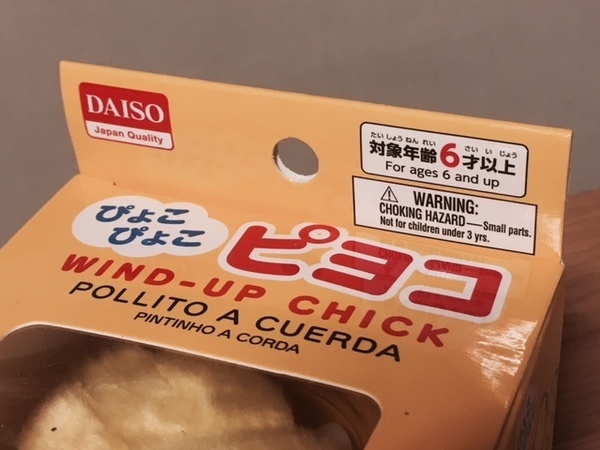 DAISO
Japan Quality
たいしょうねんれい さいいじょう
対象年齢6才以上
For ages 6 and up
WARNING:
CHOKING HAZARD—Small parts.
Not for children under 3 yrs.
ぴよこ
ぴよこ
ピヨコ
WIND-UP CHICK
POLLITO A CUERDA
PINTINHO A CORDA